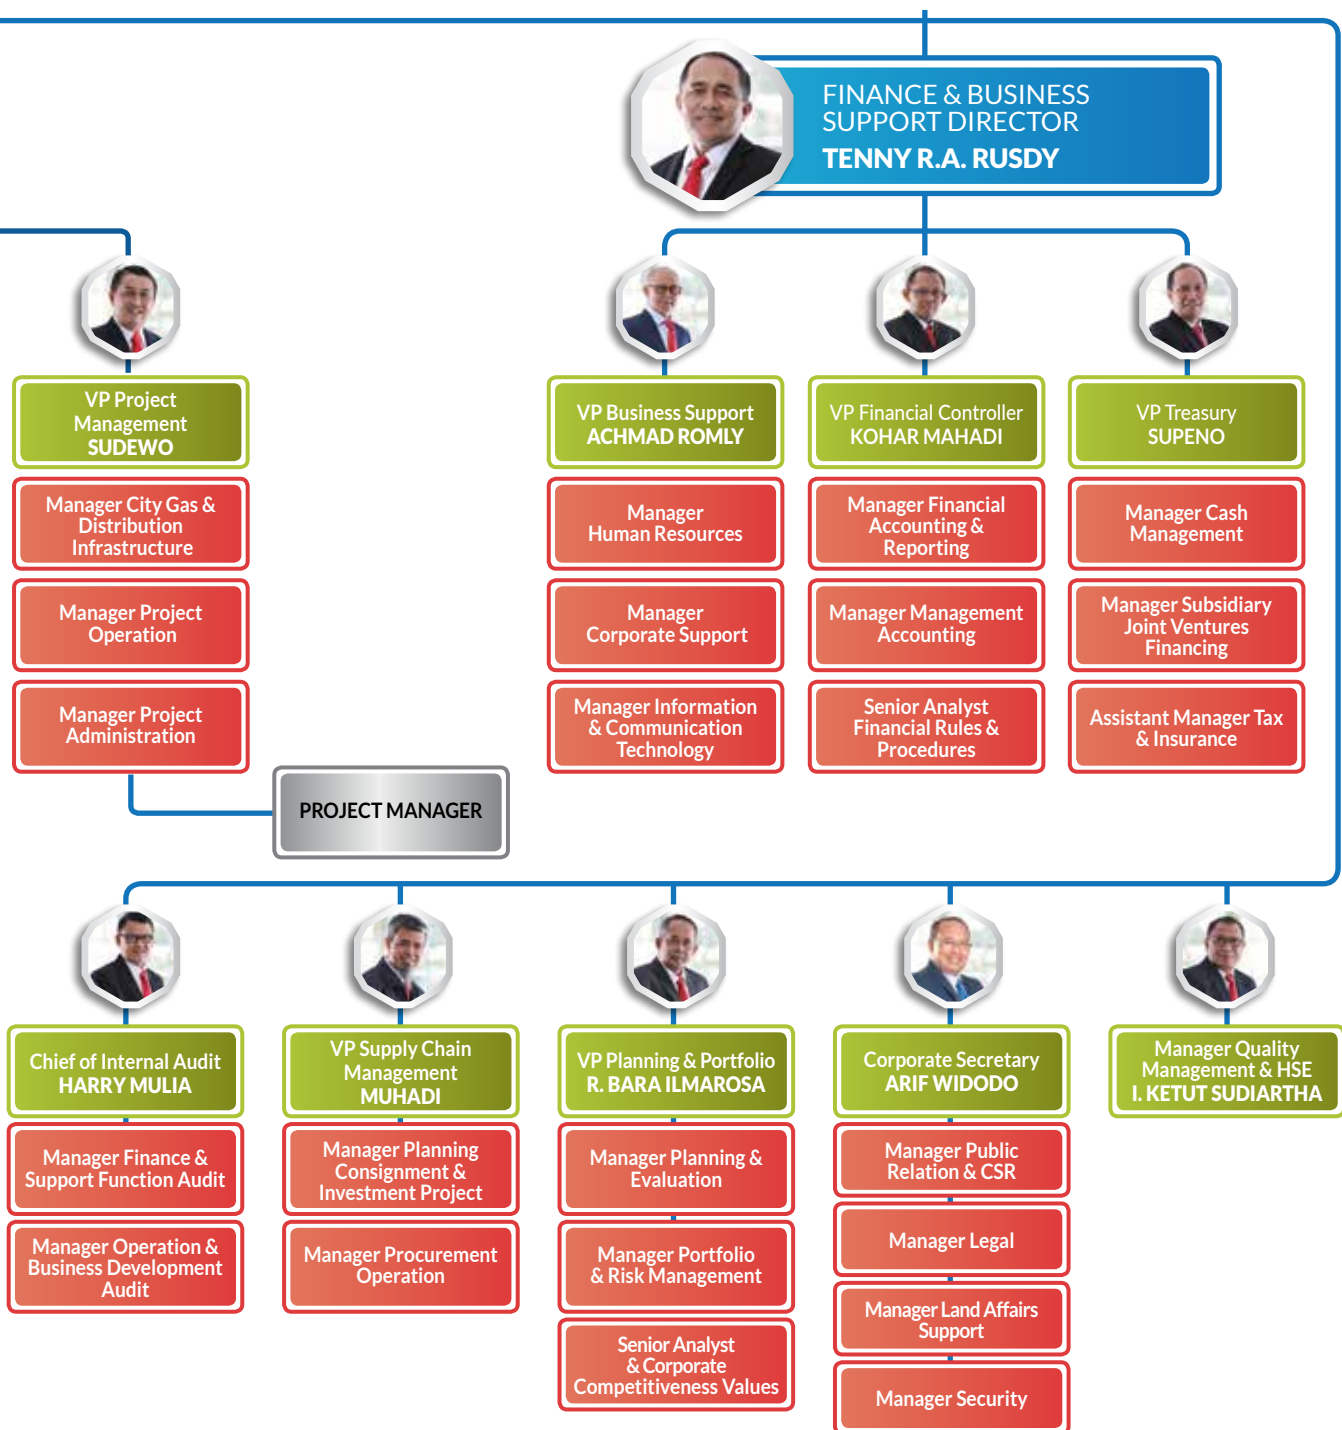 FINANCE & BUSINESS
SUPPORT DIRECTOR
TENNY R.A. RUSDY
VP Project
Management
SUDEWO
Manager City Gas &
Distribution
Infrastructure
Manager Project
Operation
Manager Project
Administration
PROJECT MANAGER
VP Business Support
ACHMAD ROMLY
Manager
Human Resources
Manager
Corporate Support
Manager Information
& Communication
Technology
VP Financial Controller
KOHAR MAHADI
Manager Financial
Accounting &
Reporting
Manager Management
Accounting
Senior Analyst
Financial Rules &
Procedures
VP Treasury
SUPENO
Manager Cash
Management
Manager Subsidiary
Joint Ventures
Financing
Assistant Manager Tax
& Insurance
Chief of Internal Audit
HARRY MULIA
Manager Finance &
Support Function Audit
Manager Operation &
Business Development
Audit
VP Supply Chain
Management
MUHADI
Manager Planning
Consignment &
Investment Project
Manager Procurement
Operation
VP Planning & Portfolio
R. BARA ILMAROSA
Manager Planning &
Evaluation
Manager Portfolio
& Risk Management
Senior Analyst
& Corporate
Competitiveness Values
Corporate Secretary
ARIF WIDODO
Manager Public
Relation & CSR
Manager Legal
Manager Land Affairs
Support
Manager Security
Manager Quality
Management & HSE
I. KETUT SUDIARTHA